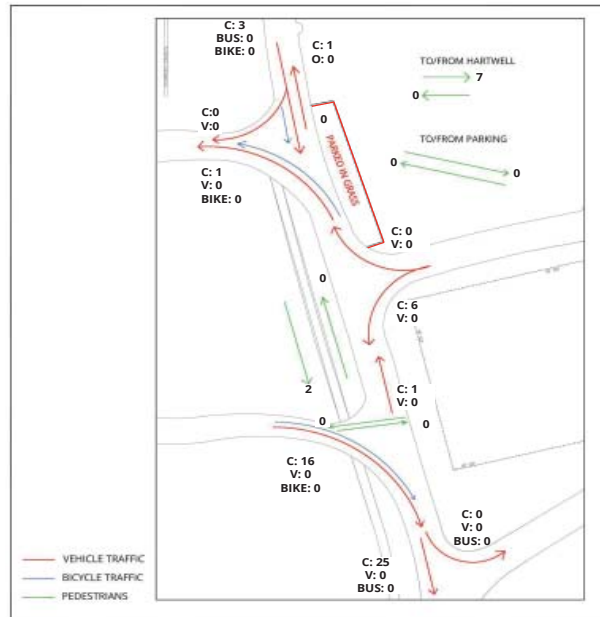 C: 3
BUS: 0
BIKE: 0
C: 1
O: 0
TO/FROM HARTWELL
7
0
C:0
V:0
0
TO/FROM PARKING
0
0
PARKED IN GRASS
C: 1
V: 0
BIKE: 0
C: 0
V: 0
0
C: 6
V: 0
2
C: 1
V: 0
0
0
C: 16
V: 0
BIKE: 0
C: 0
V: 0
BUS: 0
C: 25
V: 0
BUS: 0
VEHICLE TRAFFIC
BICYCLE TRAFFIC
PEDESTRIANS